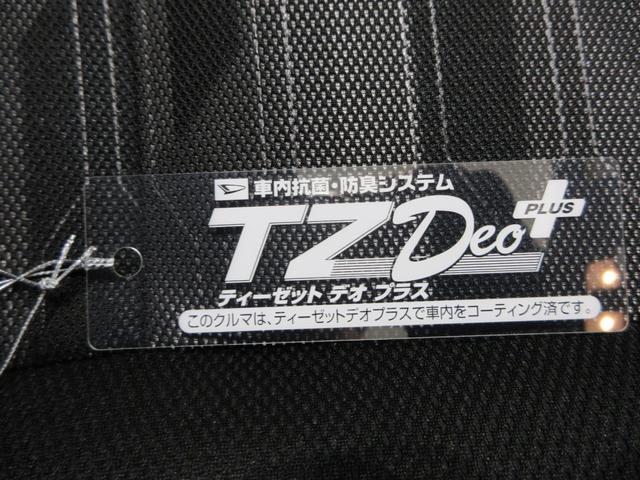 車内抗菌・防臭システム
TZ Deo PLUS
ティーゼット デオ プラス
このクルマは、ティーゼットデオプラスで車内をコーティング済です。